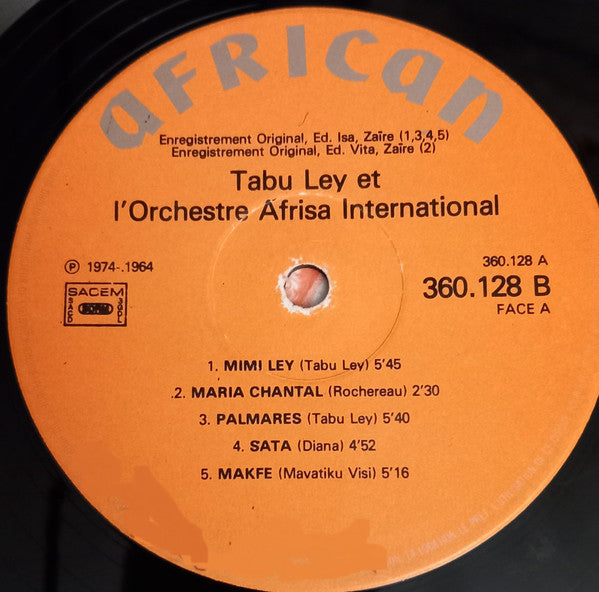 aFRICan
Enregistrement Original, Ed. Isa, Zaïre (1,3,4,5)
Enregistrement Original, Ed. Vita, Zaïre (2)
Tabu Ley et
l'Orchestre Afrisa International
℗ 1974-.1964
360.128 A
SACEM
360.128 B
FACE A
1. MIMI LEY (Tabu Ley) 5'45
.2. MARIA CHANTAL (Rochereau) 2'30
3. PALMARES (Tabu Ley) 5'40
4. SATA (Diana) 4'52
5. MAKFE (Mavatiku Visi) 5'16